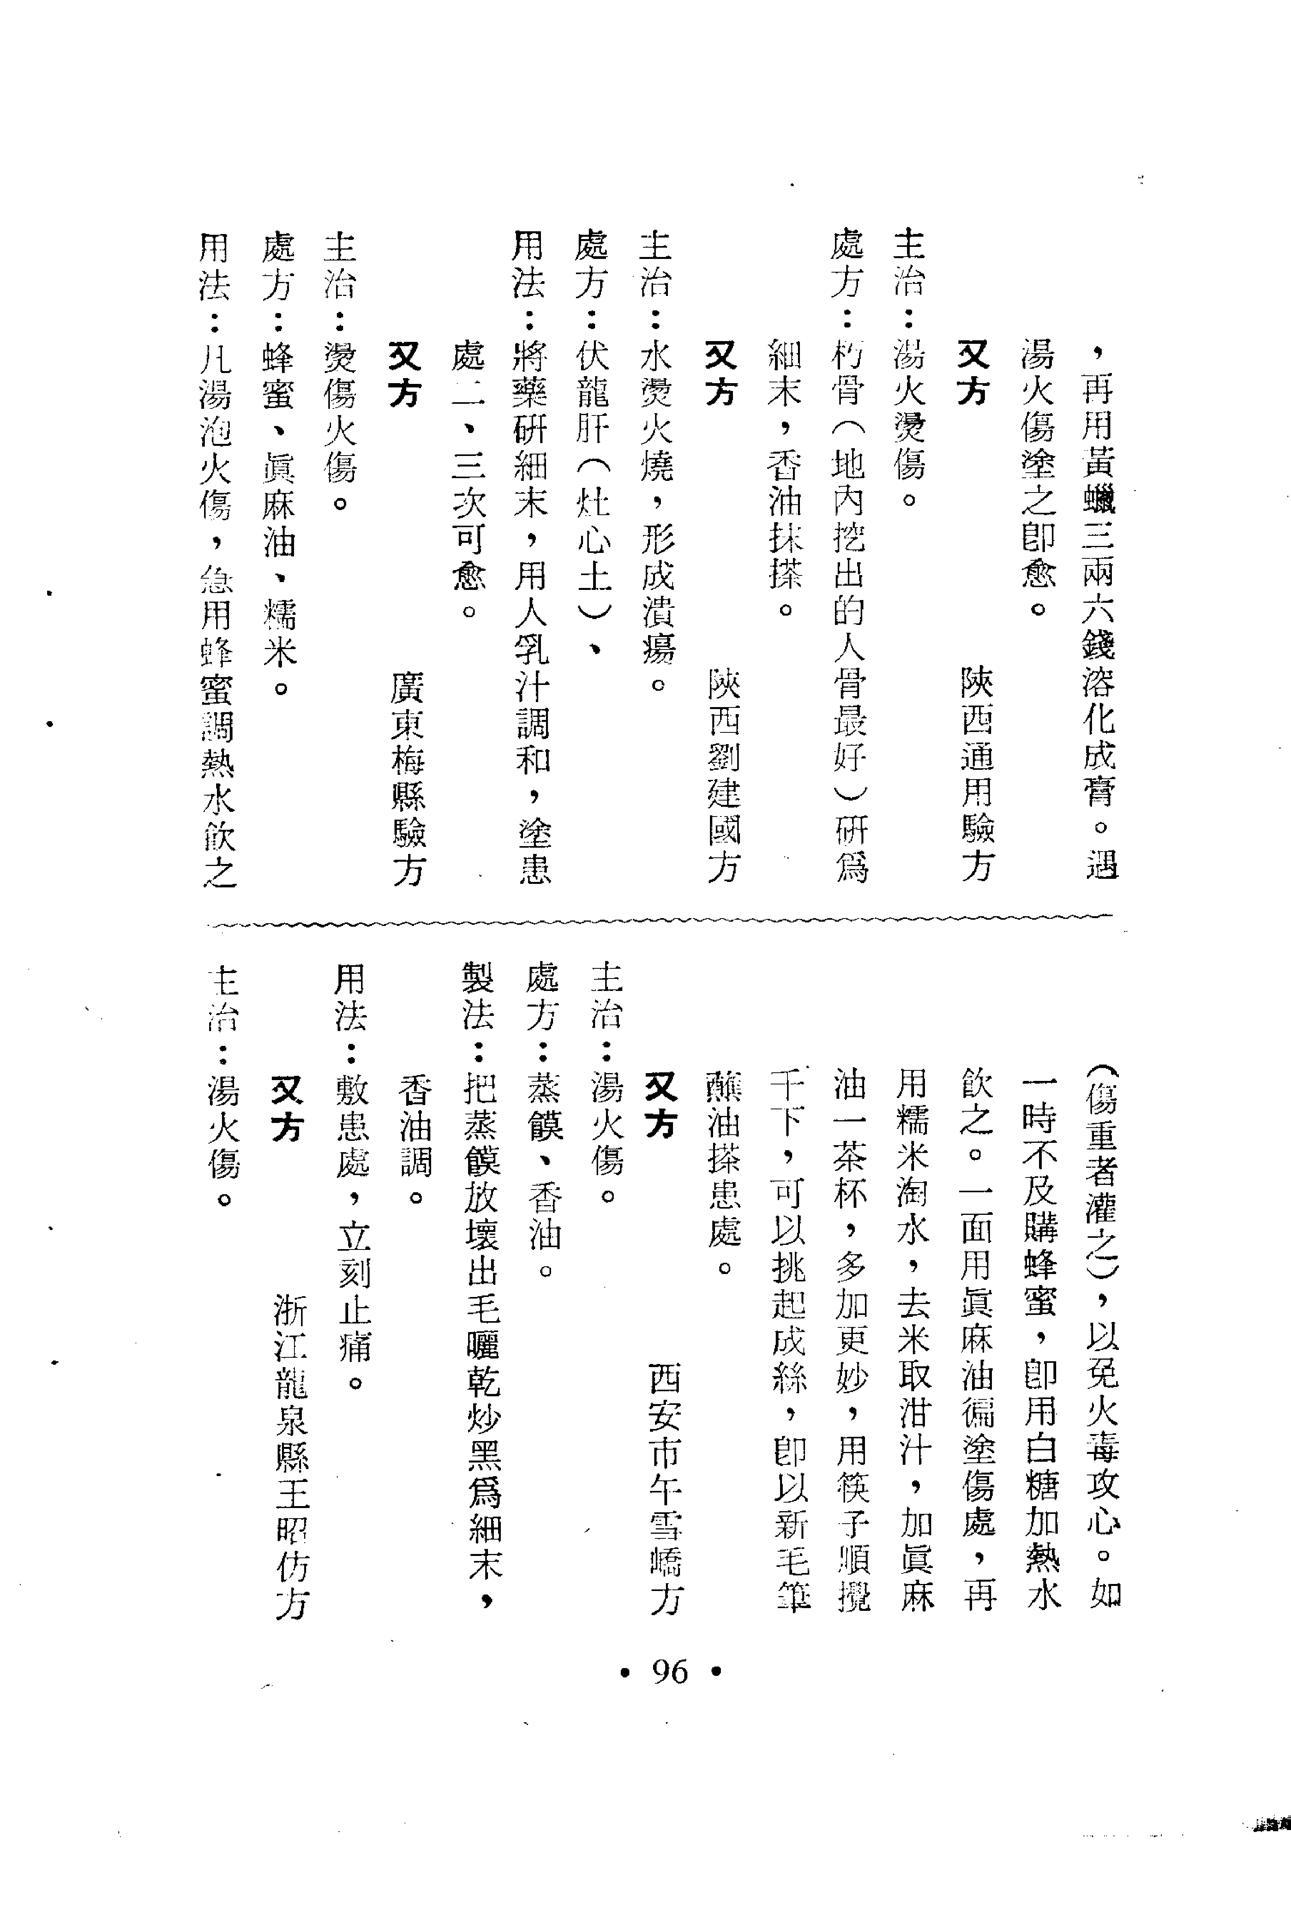 ，再用黃蠟三兩六錢溶化成膏。遇
湯火傷塗之卽愈。
又方　陝西通用驗方
主治：湯火燙傷。
處方：朽骨（地內挖出的人骨最好）研爲
細末，香油抹搽。
又方　陝西劉建國方
主治：水燙火燒，形成潰瘍。
處方：伏龍肝（灶心土）、
用法：將藥研細末，用人乳汁調和，塗患
處二、三次可愈。
又方　廣東梅縣驗方
主治：燙傷火傷。
處方：蜂蜜、眞麻油、糯米。
用法：凡湯泡火傷，急用蜂蜜調熱水飮之
（傷重者灌之），以免火毒攻心。如
一時不及購蜂蜜，卽用白糖加熱水
飮之。一面用眞麻油徧塗傷處，再
用糯米淘水，去米取泔汁，加眞麻
油一茶杯，多加更妙，用筷子順攪
千下，可以挑起成絲，卽以新毛筆
蘸油搽患處。
又方　西安市午雪嶠方
主治：湯火傷。
處方：蒸饃、香油。
製法：把蒸饃放壞出毛曬乾炒黑爲細末，
香油調。
用法：敷患處，立刻止痛。
又方　浙江龍泉縣王昭仿方
主治：湯火傷。
• 96 •